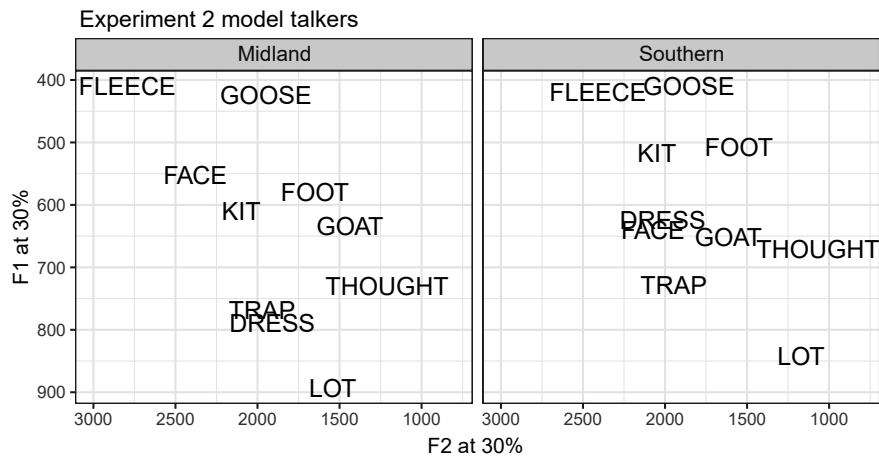 Experiment 2 model talkers
Midland
Southern
F1 at 30%
400
500
600
700
800
900
FLEECE
GOOSE
FACE
KIT
FOOT
GOAT
THOUGHT
TRAP
DRESS
LOT
FLEECE
GOOSE
KIT
FOOT
DRESS
FACE
GOAT
THOUGHT
TRAP
LOT
3000 2500 2000 1500 1000
3000 2500 2000 1500 1000
F2 at 30%